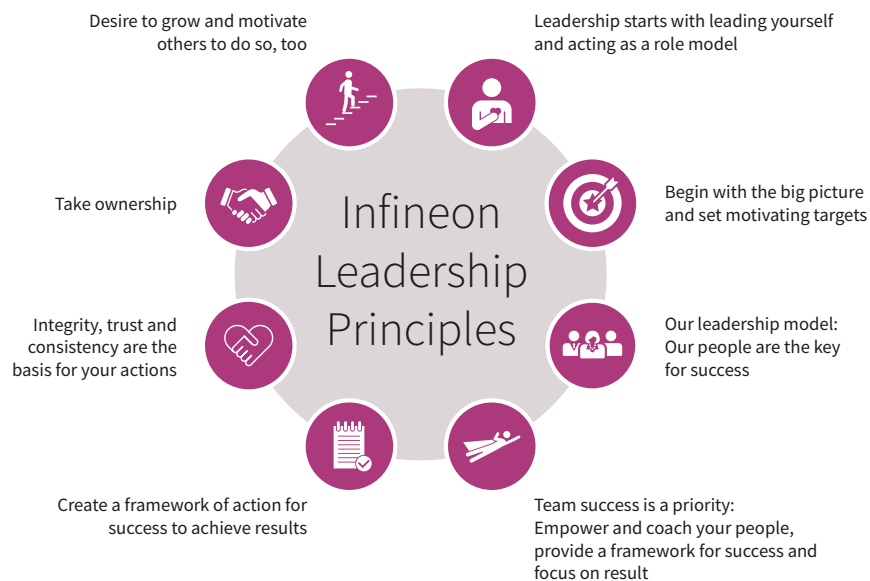 Desire to grow and motivate
others to do so, too
Leadership starts with leading yourself
and acting as a role model
Take ownership
Begin with the big picture
and set motivating targets
Infineon
Leadership
Principles
Integrity, trust and
consistency are the
basis for your actions
Our leadership model:
Our people are the key
for success
Create a framework of action for
success to achieve results
Team success is a priority:
Empower and coach your people,
provide a framework for success and
focus on result